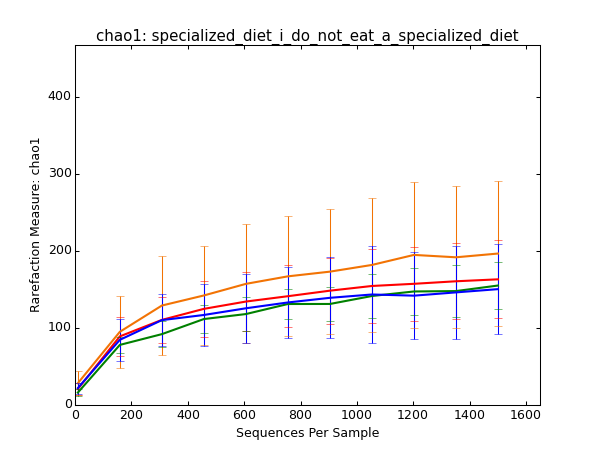 chao1: specialized_diet_i_do_not_eat_a_specialized_diet
400
300
200
100
0
0 200 400 600 800 1000 1200 1400 1600
Rarefaction Measure: chao1
Sequences Per Sample